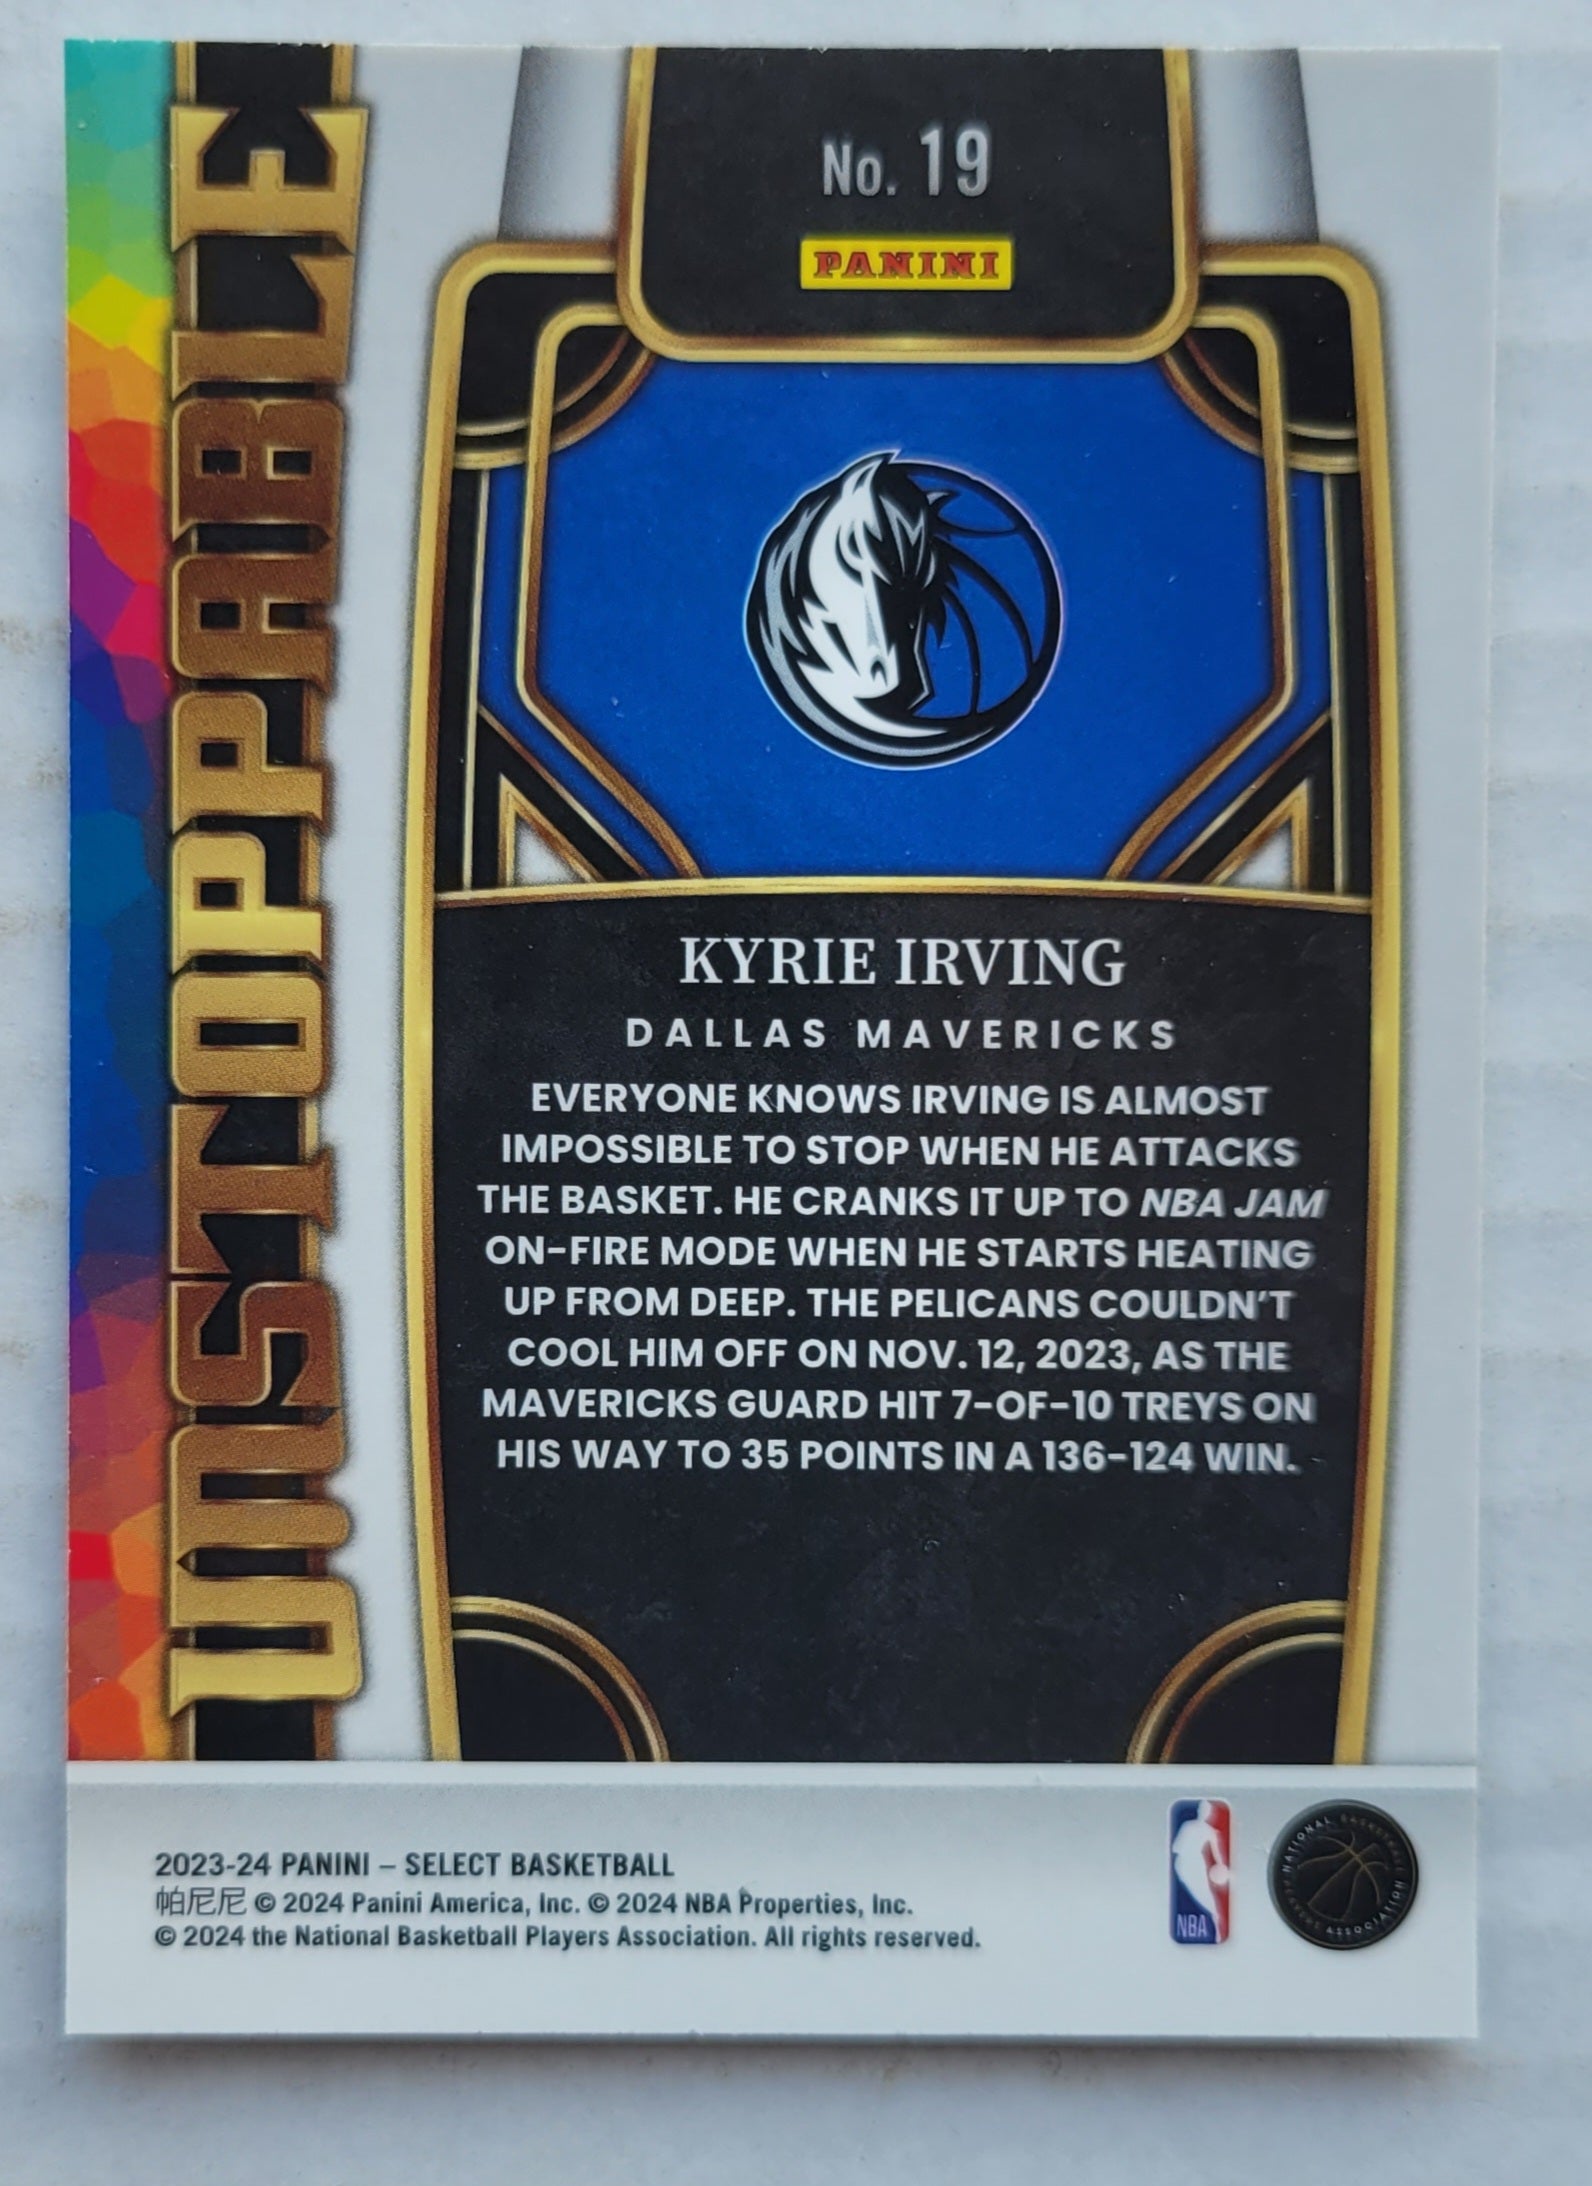 No. 19
PANINI
UNSTOPPABLE
KYRIE IRVING
DALLAS MAVERICKS
EVERYONE KNOWS IRVING IS ALMOST
IMPOSSIBLE TO STOP WHEN HE ATTACKS
THE BASKET. HE CRANKS IT UP TO NBA JAM
ON-FIRE MODE WHEN HE STARTS HEATING
UP FROM DEEP. THE PELICANS COULDN'T
COOL HIM OFF ON NOV. 12, 2023, AS THE
MAVERICKS GUARD HIT 7-OF-10 TREYS ON
HIS WAY TO 35 POINTS IN A 136-124 WIN.
2023-24 PANINI – SELECT BASKETBALL
帕尼尼 © 2024 Panini America, Inc. © 2024 NBA Properties, Inc.
© 2024 the National Basketball Players Association. All rights reserved.
NBA
NATIONAL BASKETBALL PLAYERS ASSOCIATION